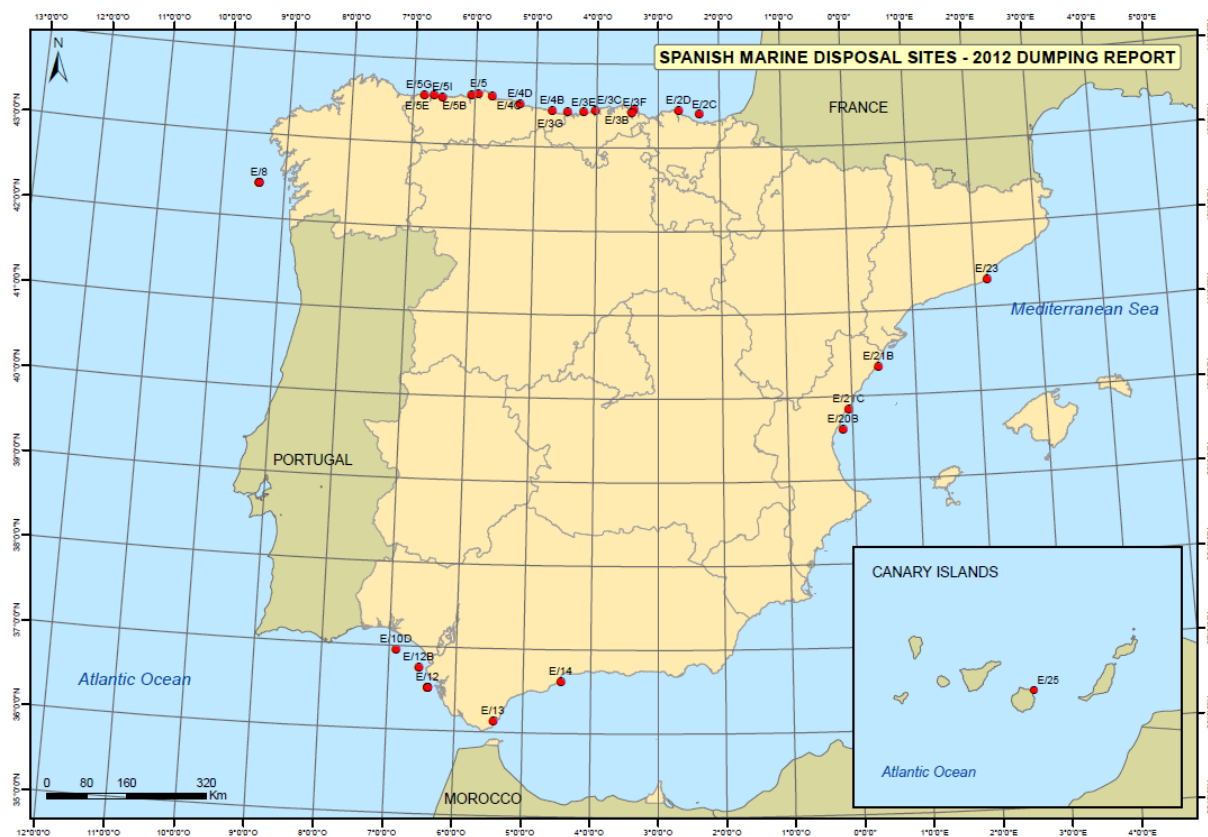 13°0'0"W 12°0'0"W 11°0'0"W 10°0'0"W 9°0'0"W 8°0'0"W 7°0'0"W 6°0'0"W 5°0'0"W 4°0'0"W 3°0'0"W 2°0'0"W 1°0'0"W 0°0'0" 1°0'0"E 2°0'0"E 3°0'0"E 4°0'0"E 5°0'0"E
N
SPANISH MARINE DISPOSAL SITES - 2012 DUMPING REPORT
E/5G E/5I E/5 E/4D E/4B E/3E E/3C E/3F E/2D E/2C
E/5E E/5B E/3G E/3B
FRANCE
43°0'0"N
E/8
42°0'0"N
E/23
41°0'0"N
Mediterranean Sea
E/21B
40°0'0"N
E/21C
E/20B
39°0'0"N
PORTUGAL
38°0'0"N
CANARY ISLANDS
37°0'0"N
E/10D
E/12B
E/12
E/14
E/25
Atlantic Ocean
36°0'0"N
E/13
Atlantic Ocean
35°0'0"N
0 80 160 320
Km
MOROCCO
12°0'0"W 11°0'0"W 10°0'0"W 9°0'0"W 8°0'0"W 7°0'0"W 6°0'0"W 5°0'0"W 4°0'0"W 3°0'0"W 2°0'0"W 1°0'0"W 0°0'0" 1°0'0"E 2°0'0"E 3°0'0"E 4°0'0"E